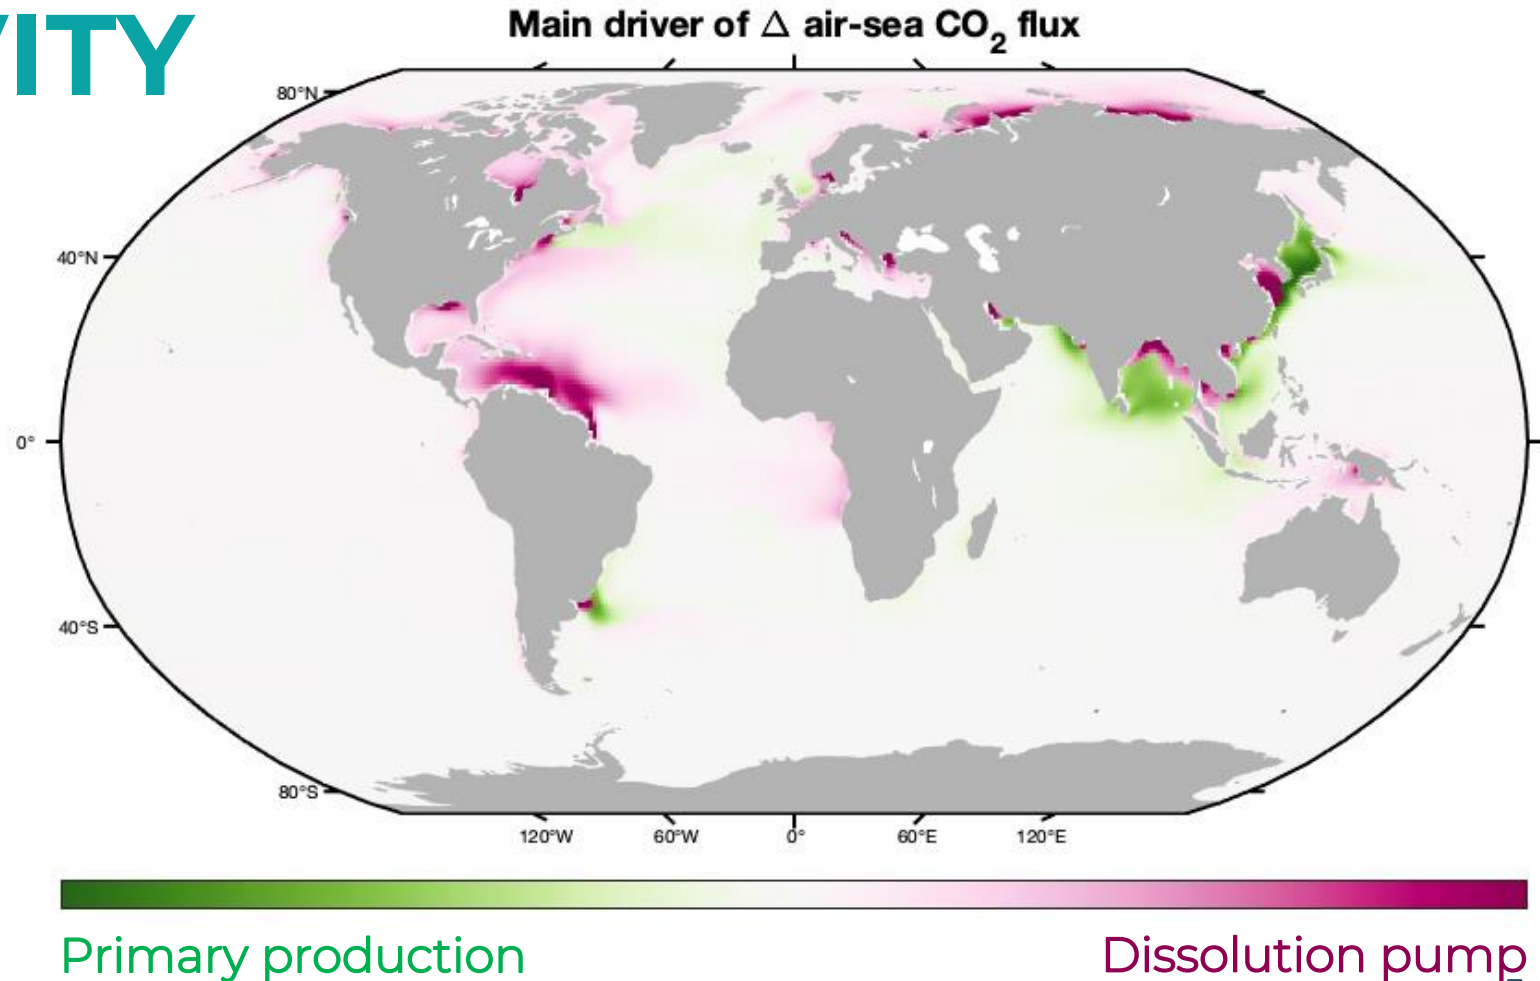 VITY
Main driver of △ air-sea CO₂ flux
80°N
40°N
0°
40°S
80°S
120°W 60°W 0° 60°E 120°E
Primary production Dissolution pump